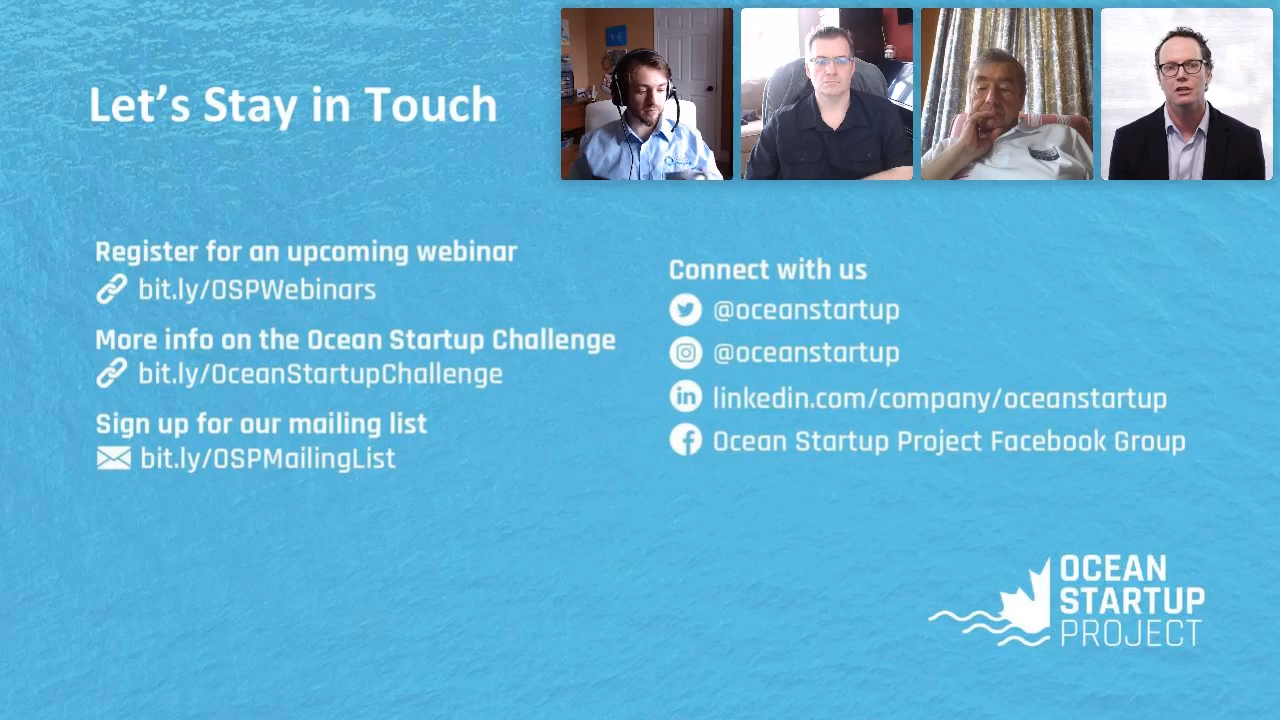 Let's Stay in Touch
Register for an upcoming webinar
bit.ly/OSPWebinars
More info on the Ocean Startup Challenge
bit.ly/OceanStartupChallenge
Sign up for our mailing list
bit.ly/OSPMailingList
Connect with us
@oceanstartup
@oceanstartup
linkedin.com/company/oceanstartup
Ocean Startup Project Facebook Group
OCEAN
STARTUP
PROJECT